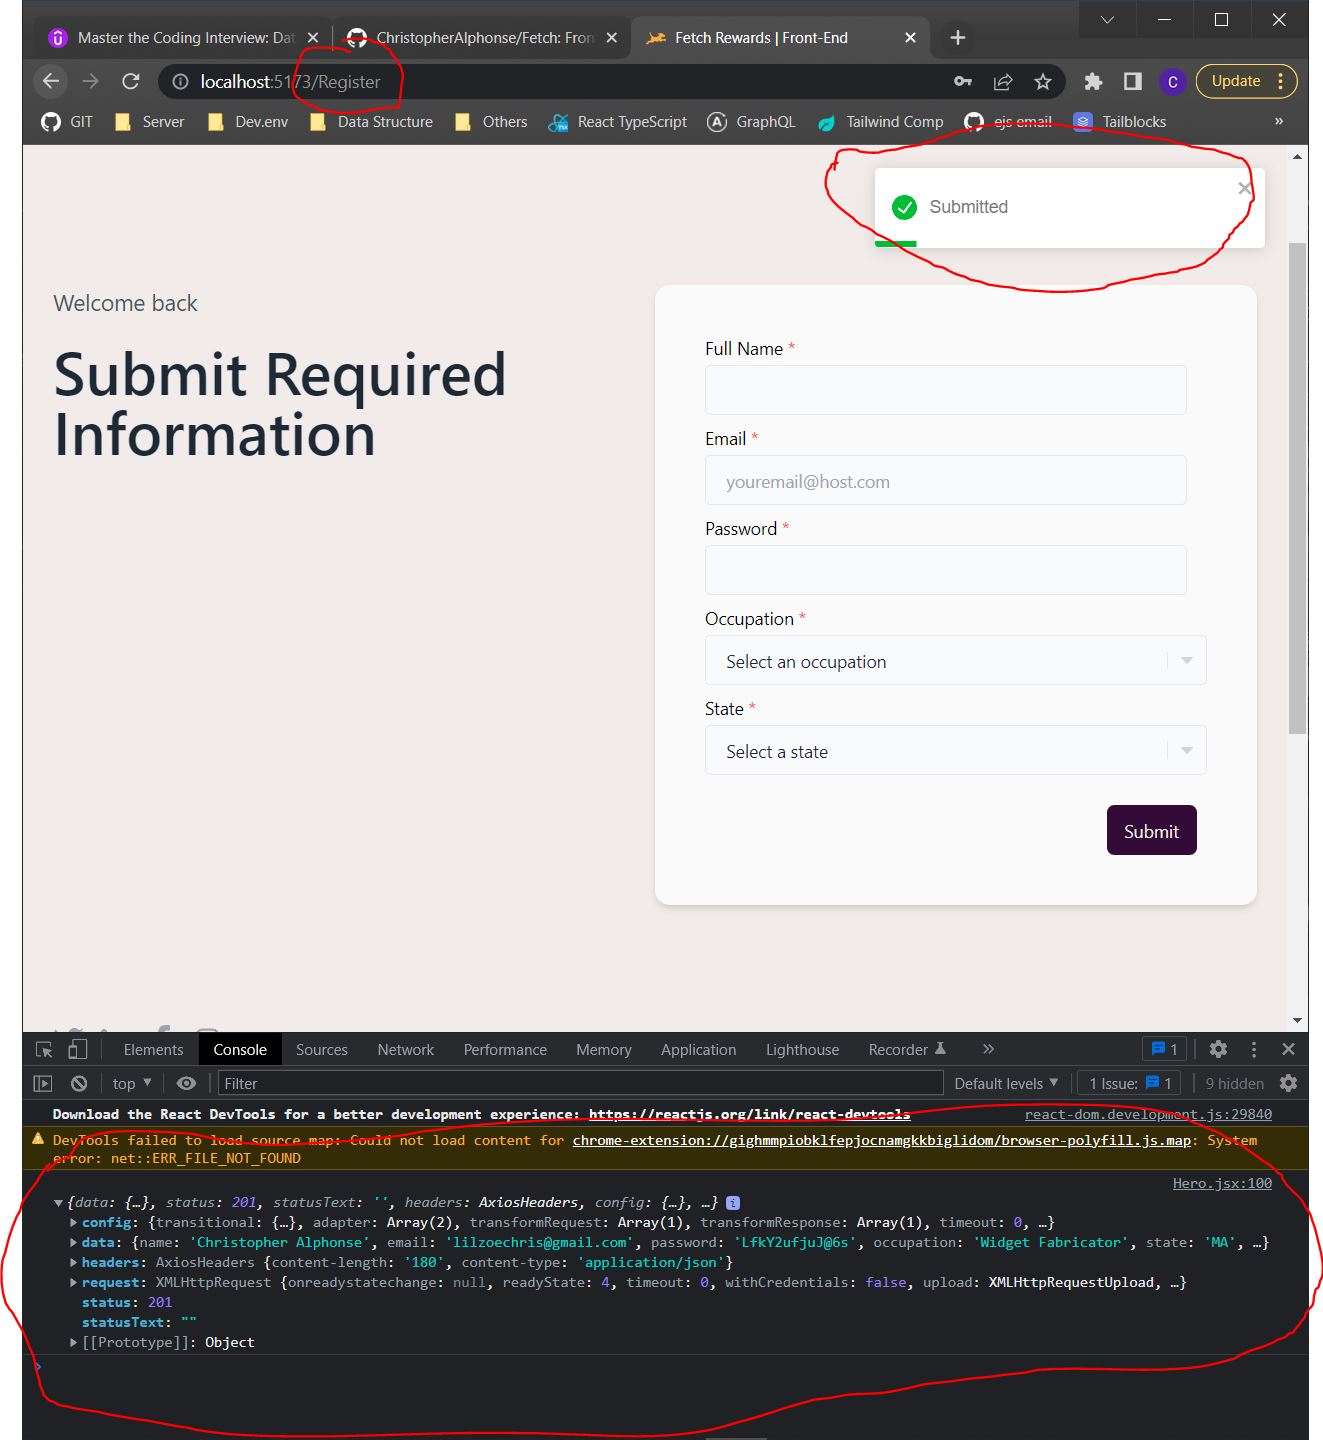 Master the Coding Interview: Dat
ChristopherAlphonse/Fetch: Fron
Fetch Rewards | Front-End
localhost:5173/Register
C
Update
GIT
Server
Dev.env
Data Structure
Others
React TypeScript
GraphQL
Tailwind Comp
ejs email
Tailblocks
»
Submitted
Welcome back
Submit Required
Information
Full Name *
Email *
youremail@host.com
Password *
Occupation *
Select an occupation
State *
Select a state
Submit
Elements Console Sources Network Performance Memory Application Lighthouse Recorder » 1
top Filter Default levels 1 Issue: 1 9 hidden
Download the React DevTools for a better development experience: https://reactjs.org/link/react-devtools react-dom.development.js:29840
DevTools failed to load source map: Could not load content for chrome-extension://gighmmpiobklfepjocnamgkkbiglidom/browser-polyfill.js.map: System
error: net::ERR_FILE_NOT_FOUND
Hero.jsx:100
{data: {…}, status: 201, statusText: '', headers: AxiosHeaders, config: {…}, …} i
config: {transitional: {…}, adapter: Array(2), transformRequest: Array(1), transformResponse: Array(1), timeout: 0, …}
data: {name: 'Christopher Alphonse', email: 'lilzoechris@gmail.com', password: 'LfkY2ufjuJ@6s', occupation: 'Widget Fabricator', state: 'MA', …}
headers: AxiosHeaders {content-length: '180', content-type: 'application/json'}
request: XMLHttpRequest {onreadystatechange: null, readyState: 4, timeout: 0, withCredentials: false, upload: XMLHttpRequestUpload, …}
status: 201
statusText: ""
[[Prototype]]: Object